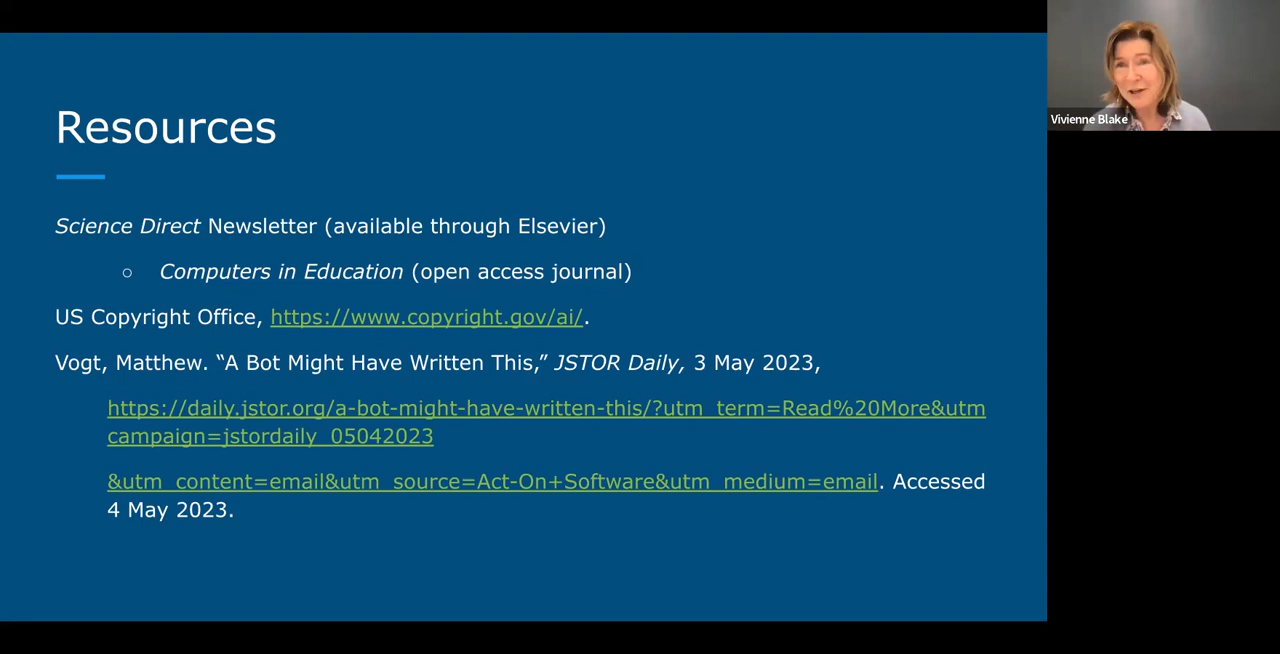 Resources
Science Direct Newsletter (available through Elsevier)
○ Computers in Education (open access journal)
US Copyright Office, https://www.copyright.gov/ai/.
Vogt, Matthew. “A Bot Might Have Written This,” JSTOR Daily, 3 May 2023,
https://daily.jstor.org/a-bot-might-have-written-this/?utm_term=Read%20More&utm_
campaign=jstordaily_05042023
&utm_content=email&utm_source=Act-On+Software&utm_medium=email. Accessed
4 May 2023.
Vivienne Blake